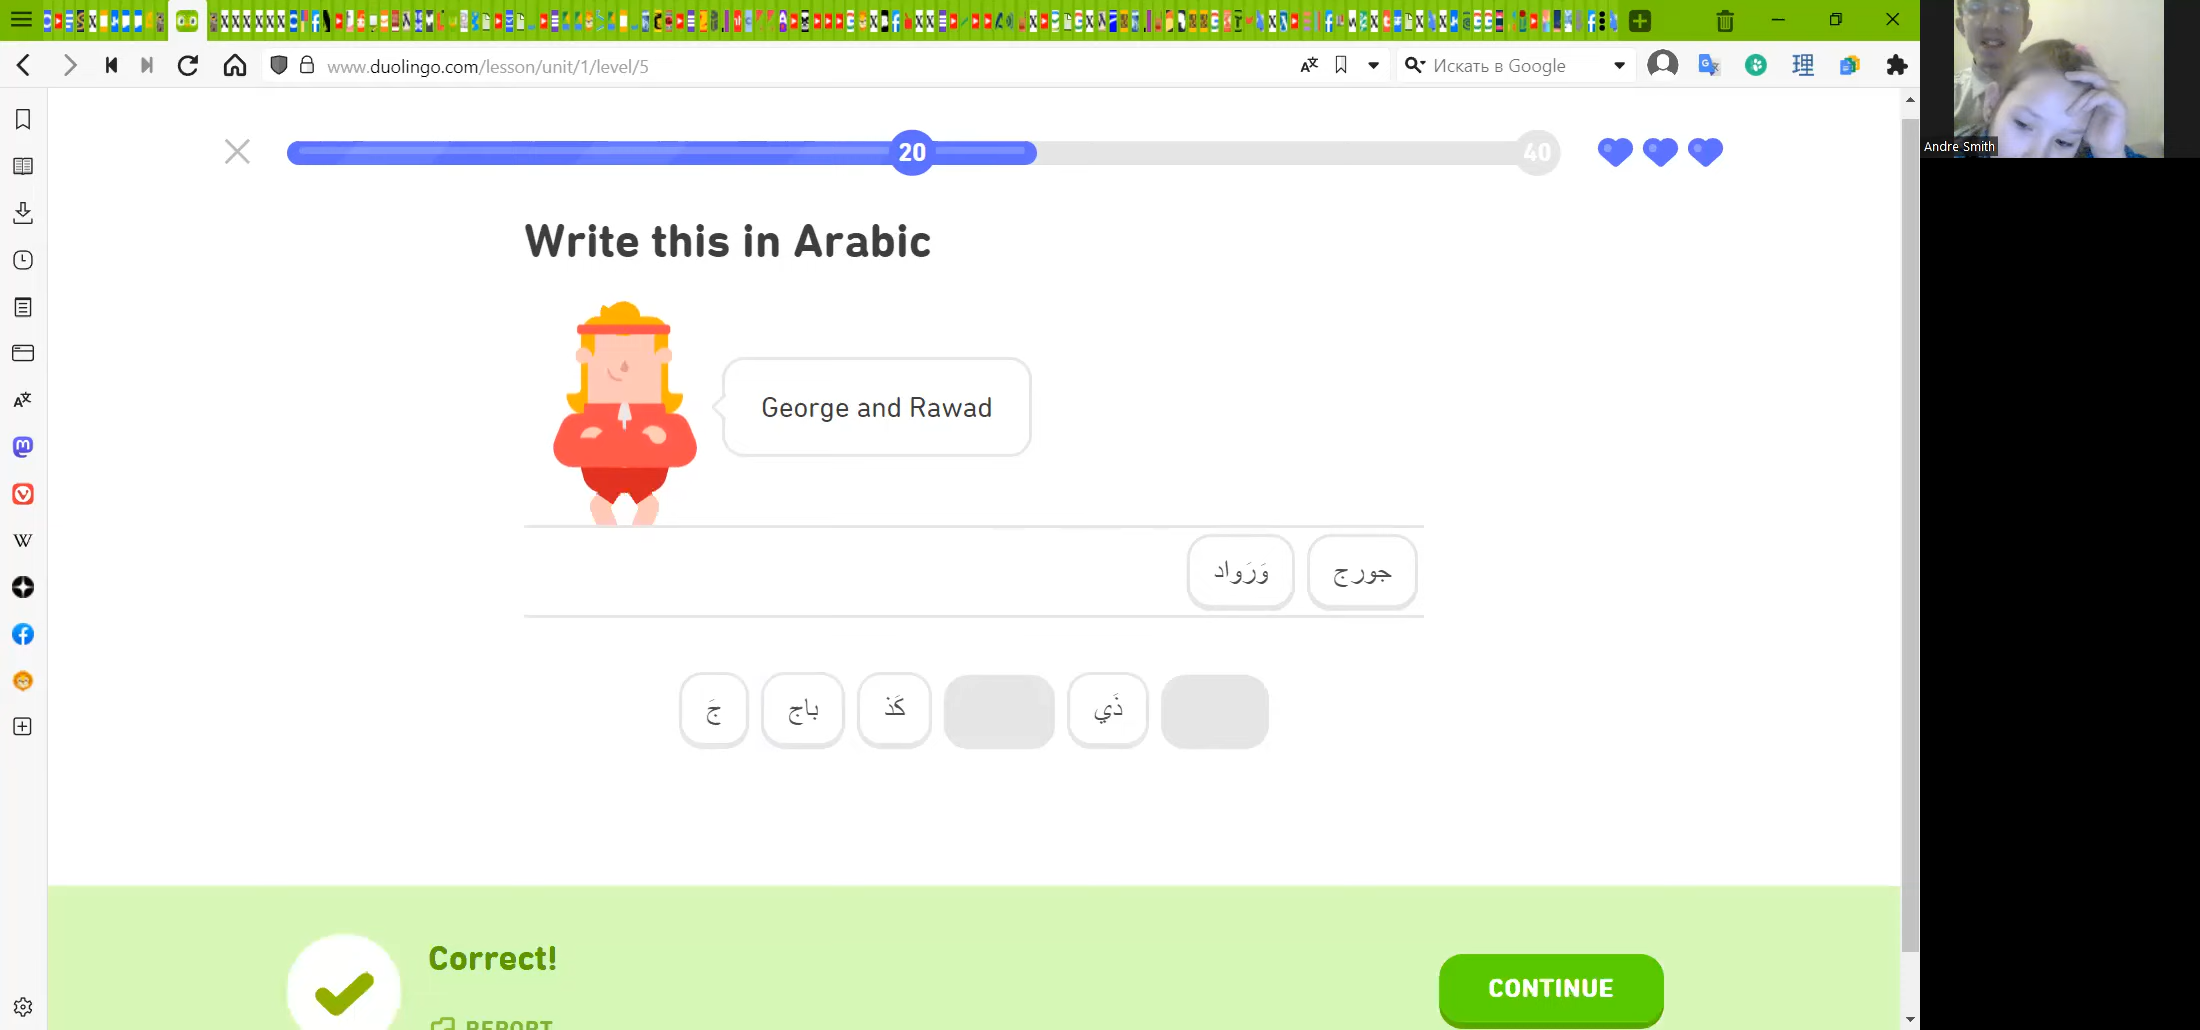 www.duolingo.com/lesson/unit/1/level/5
Искать в Google
20
40
Write this in Arabic
George and Rawad
جورج وَرَواد
جَ باج كَذ ذَي
Correct!
REPORT
CONTINUE
Andre Smith